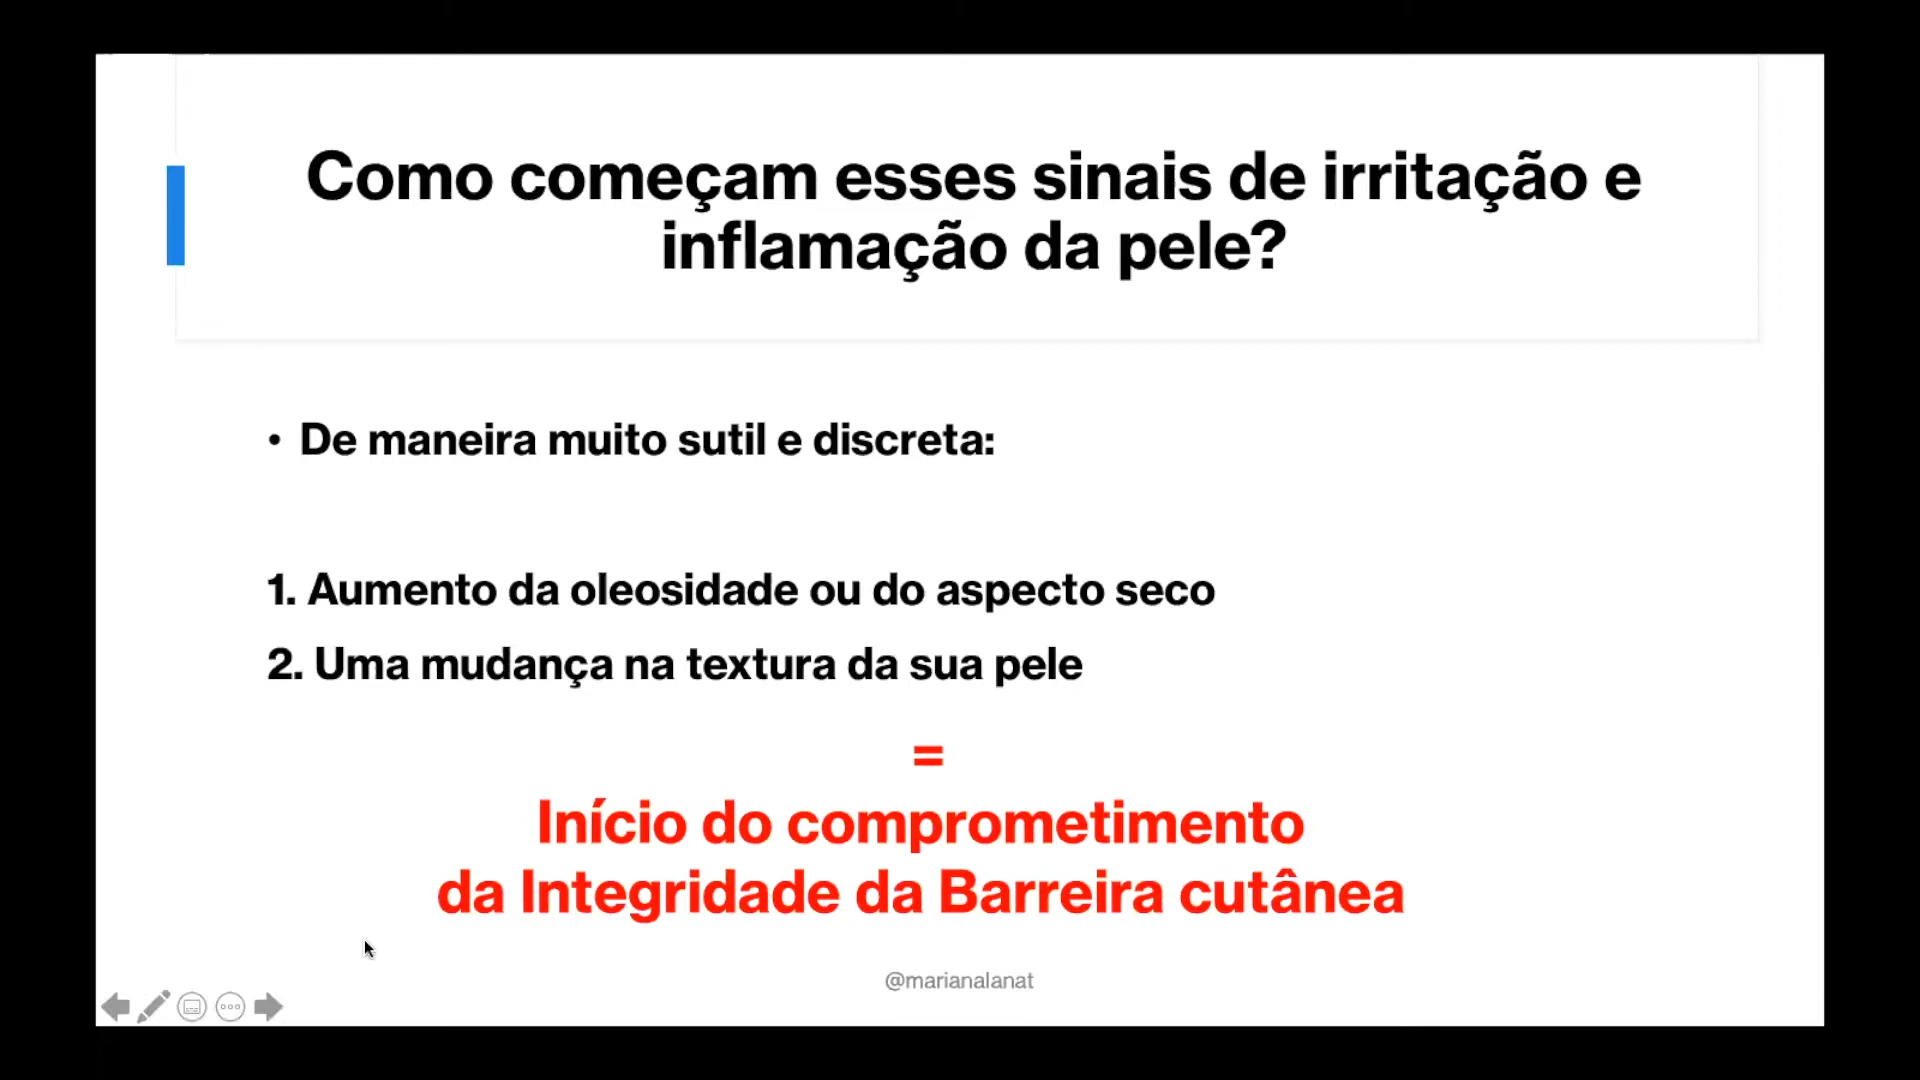 Como começam esses sinais de irritação e
inflamação da pele?
• De maneira muito sutil e discreta:
1. Aumento da oleosidade ou do aspecto seco
2. Uma mudança na textura da sua pele
=
Início do comprometimento
da Integridade da Barreira cutânea
@marianalanat